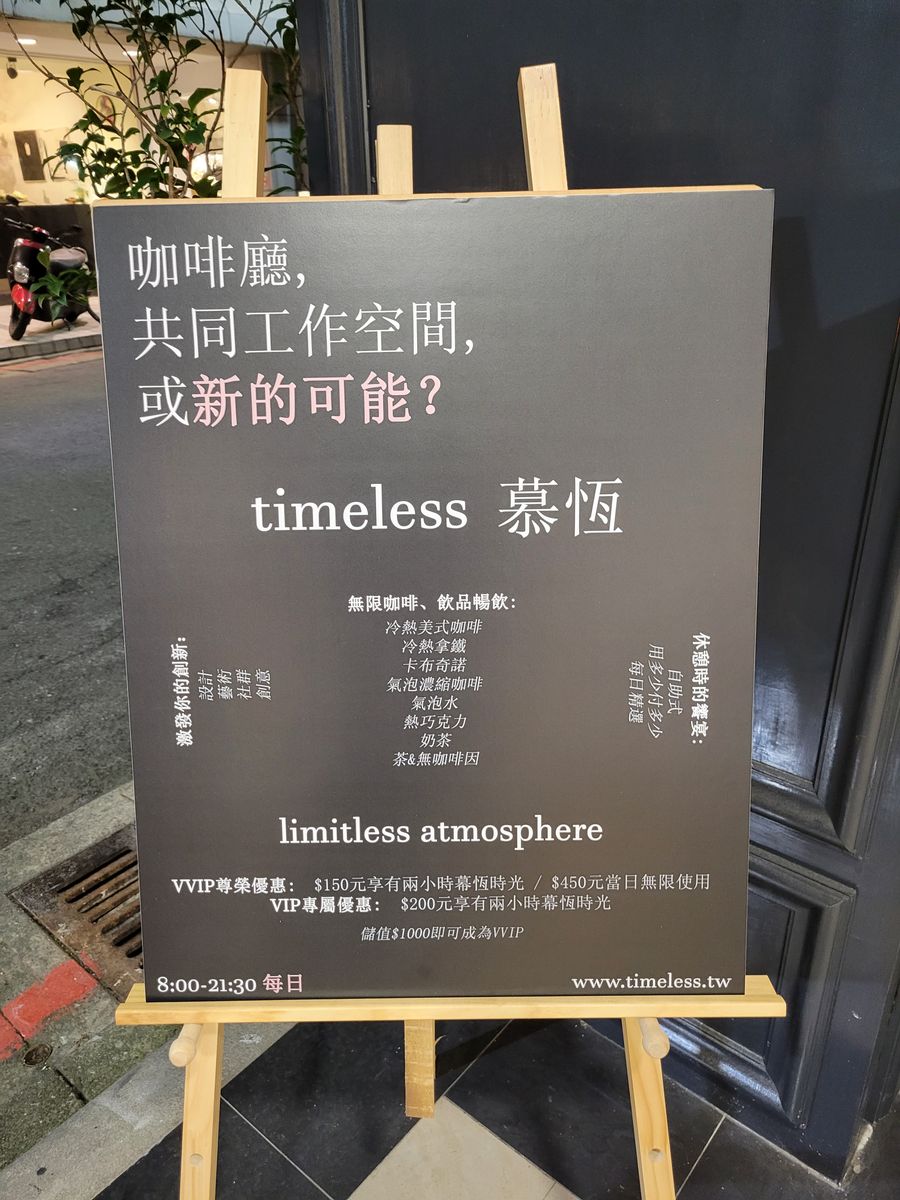 咖啡廳,
共同工作空間,
或新的可能?
timeless 慕恆
無限咖啡、飲品暢飲:
冷熱美式咖啡
冷熱拿鐵
卡布奇諾
氣泡濃縮咖啡
氣泡水
熱巧克力
奶茶
茶&無咖啡因
激發你的創新:
設計
藝術
社群
創意
休憩時的饗宴:
自助式
用多少付多少
每日精選
limitless atmosphere
VVIP尊榮優惠: $150元享有兩小時幕恆時光 / $450元當日無限使用
VIP專屬優惠: $200元享有兩小時幕恆時光
儲值$1000即可成為VVIP
8:00-21:30 每日
www.timeless.tw